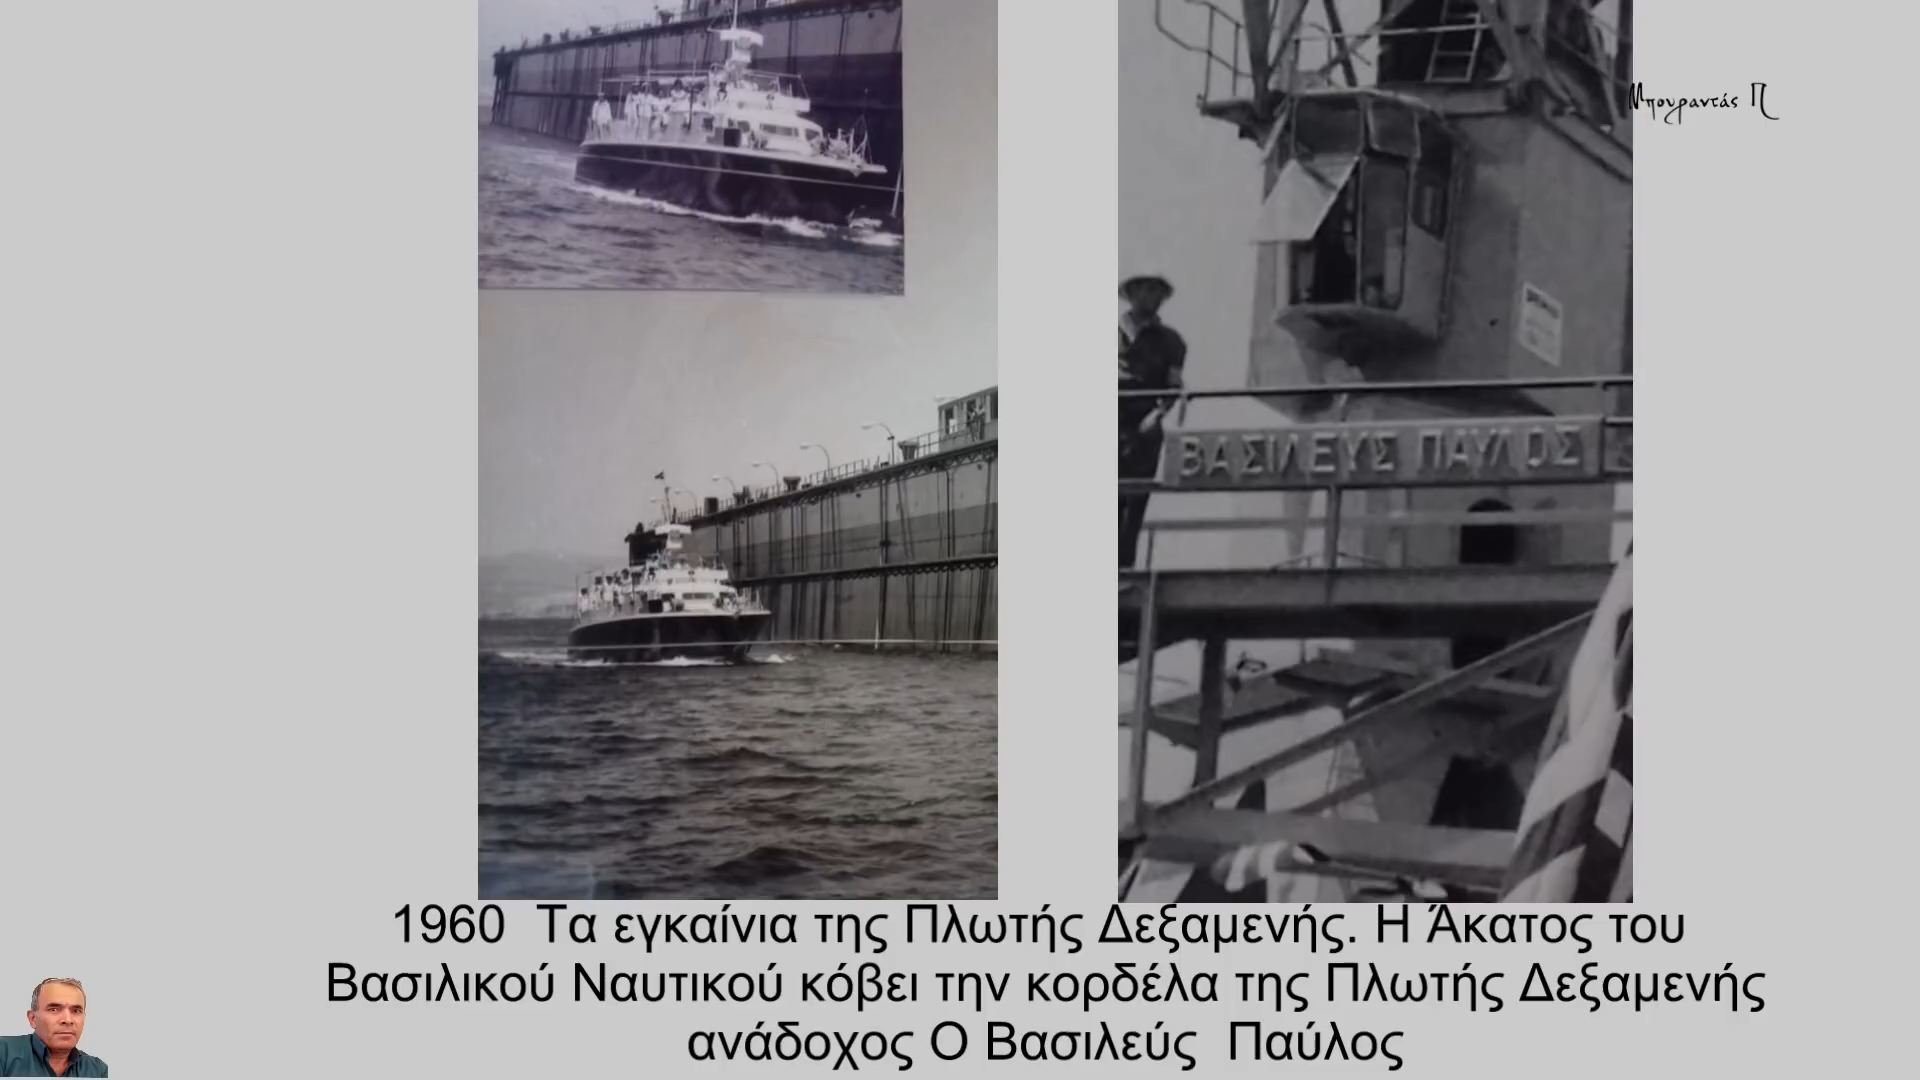 Μπουραντάς Π
ΒΑΣΙΛΕΥΣ ΠΑΥΛΟΣ
1960 Τα εγκαίνια της Πλωτής Δεξαμενής. Η Άκατος του
Βασιλικού Ναυτικού κόβει την κορδέλα της Πλωτής Δεξαμενής
ανάδοχος Ο Βασιλεύς Παύλος